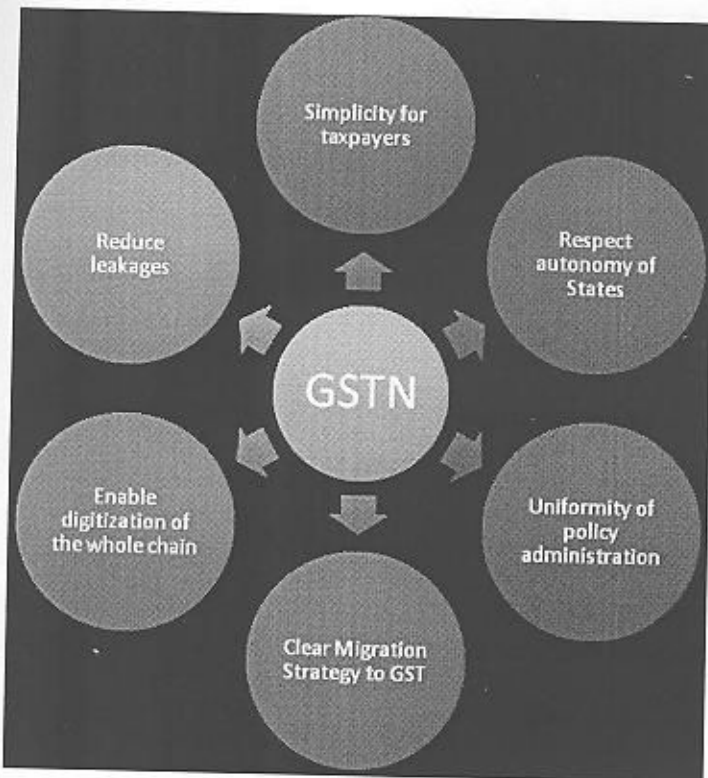 Simplicity for
taxpayers
Respect
autonomy of
States
Uniformity of
policy
administration
Clear Migration
Strategy to GST
Enable
digitization of
the whole chain
Reduce
leakages
GSTN